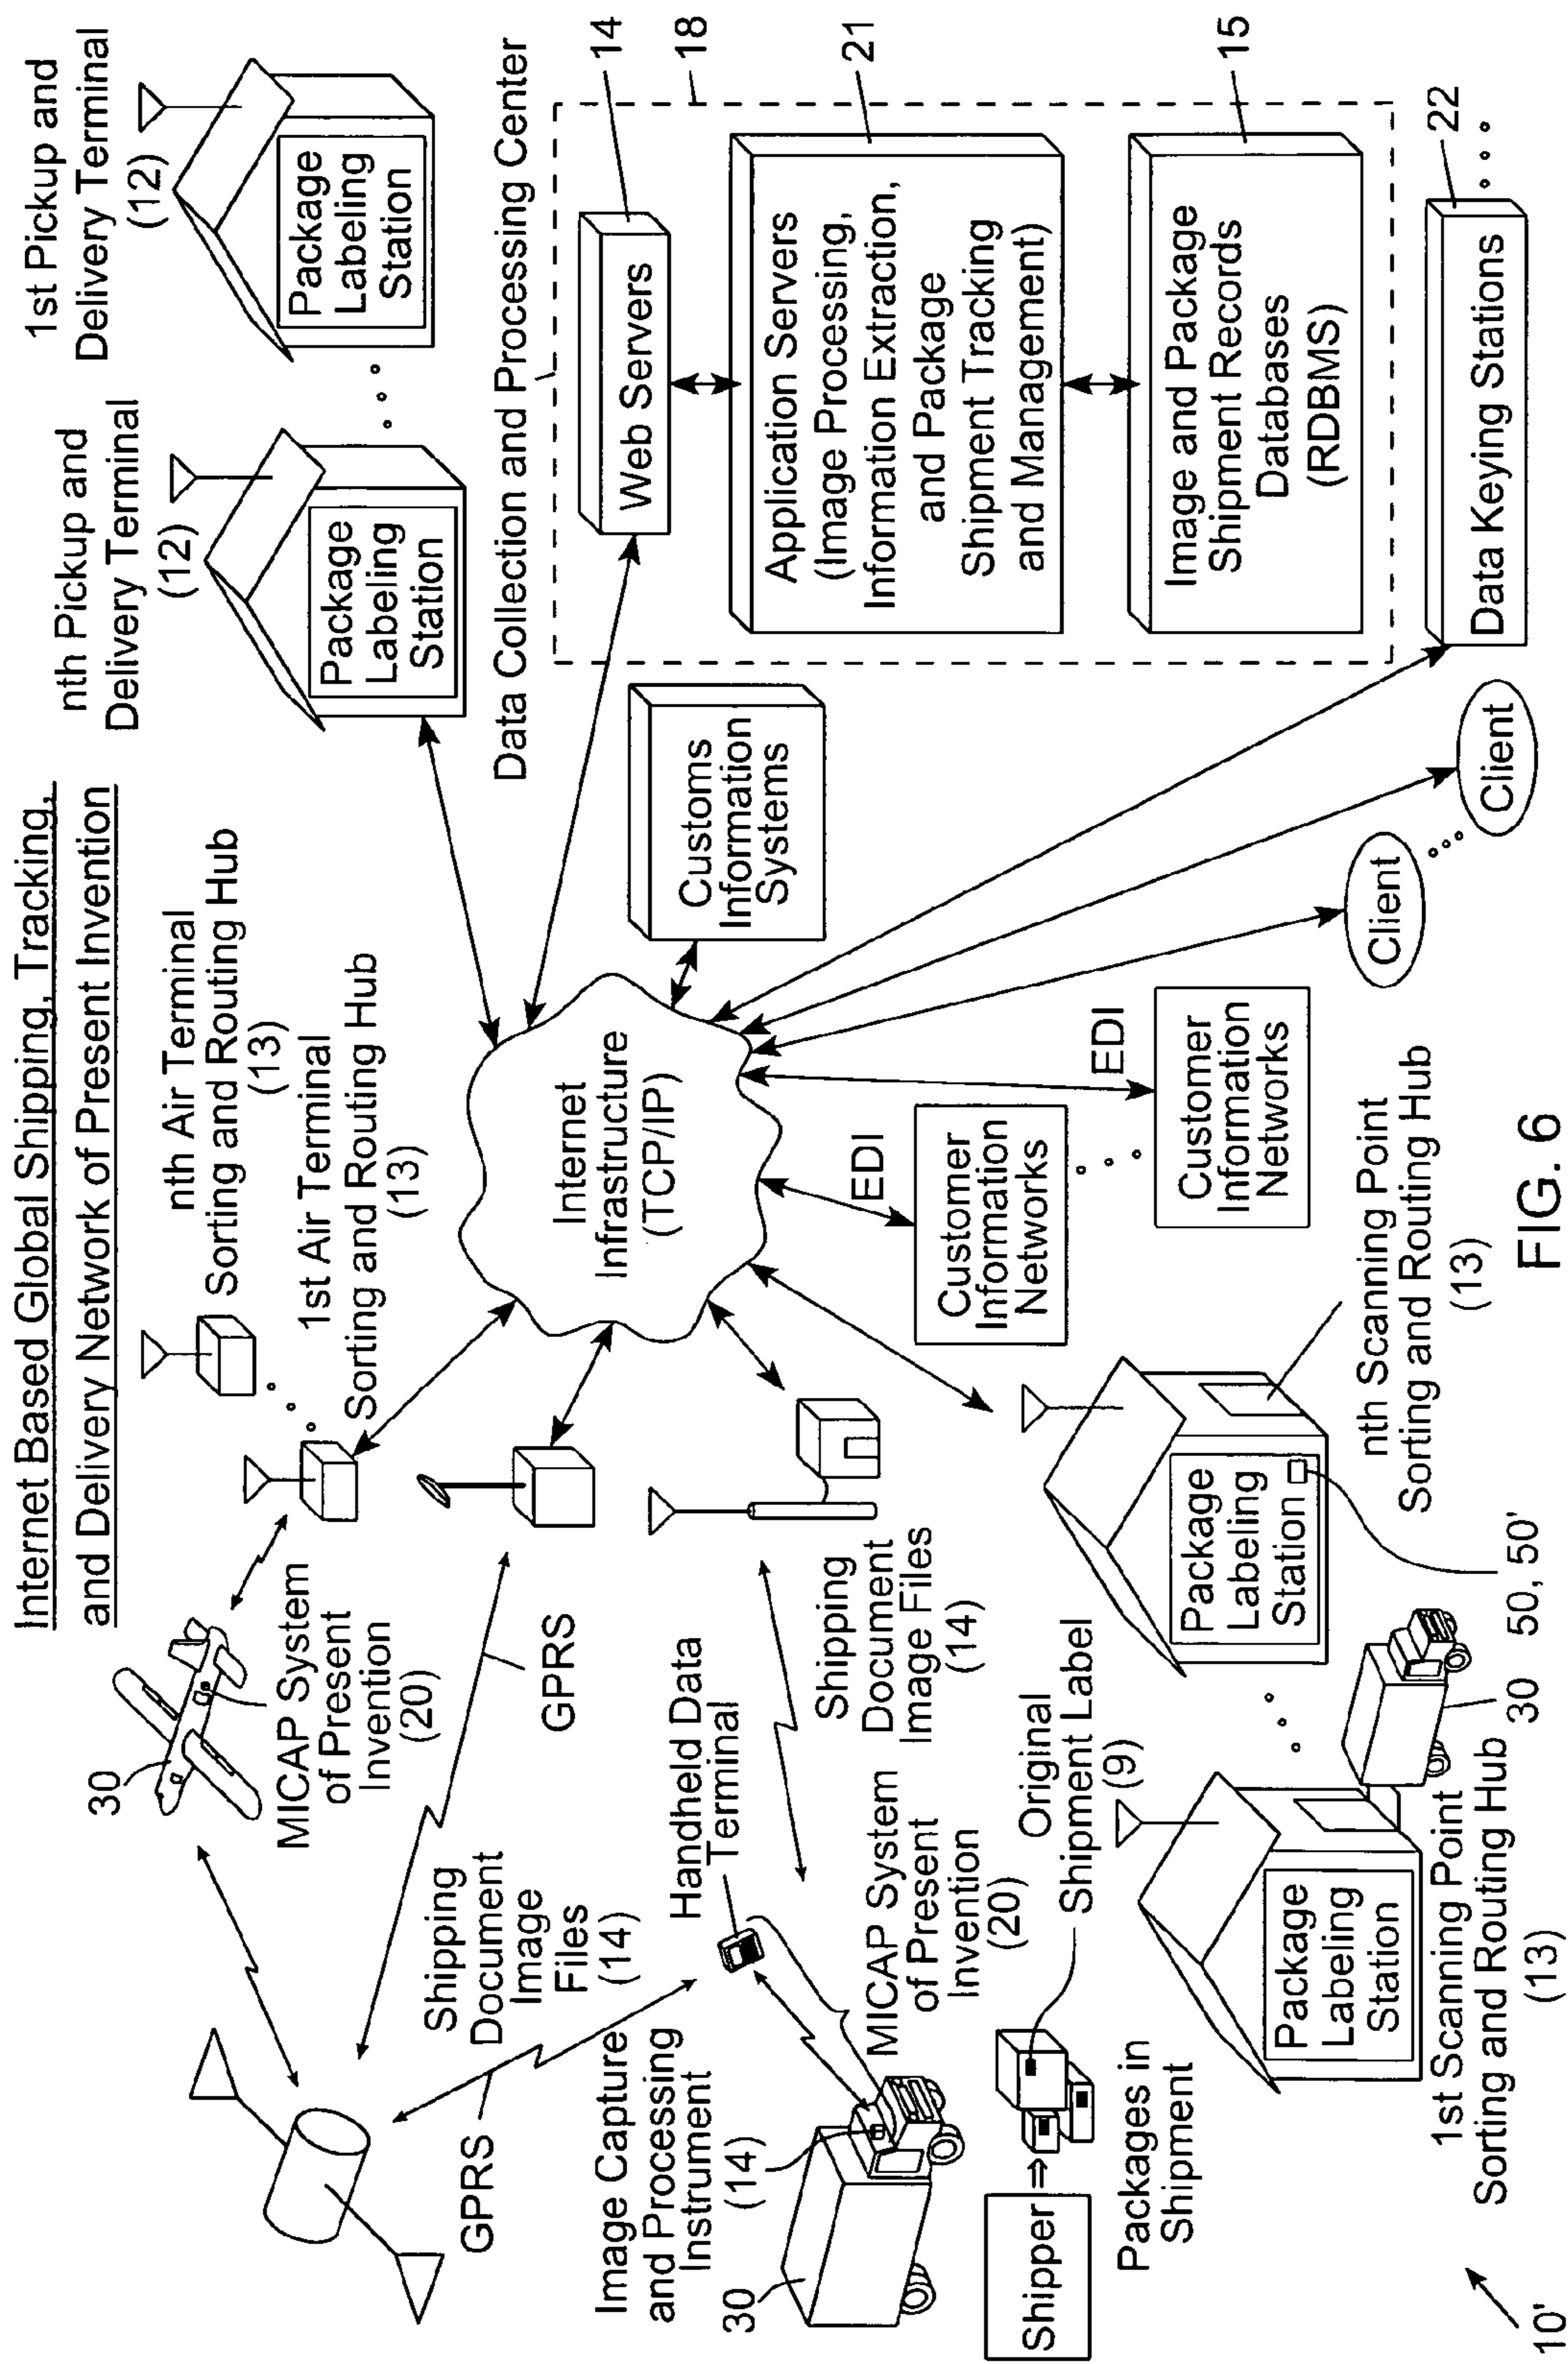 Internet Based Global Shipping, Tracking,
and Delivery Network of Present Invention
30
MICAP System
of Present
Invention
(20)
nth Air Terminal
Sorting and Routing Hub
(13)
1st Air Terminal
Sorting and Routing Hub
(13)
nth Pickup and
Delivery Terminal
(12)
Package
Labeling
Station
1st Pickup and
Delivery Terminal
(12)
Package
Labeling
Station
GPRS
GPRS
Shipping
Document
Image
Files
(14)
Handheld Data
Terminal
Image Capture
and Processing
Instrument
(14)
30
MICAP System
of Present
Invention
(20)
Shipping
Document
Image Files
(14)
Internet
Infrastructure
(TCP/IP)
Customs
Information
Systems
Data Collection and Processing Center
Web Servers
14
18
Application Servers
(Image Processing,
Information Extraction,
and Package
Shipment Tracking
and Management)
21
Image and Package
Shipment Records
Databases
(RDBMS)
15
Data Keying Stations
22
Client
Client
EDI
Customer
Information
Networks
EDI
Customer
Information
Networks
Shipper ⇒
Packages in
Shipment
Original
Shipment Label
(9)
Package
Labeling
Station
1st Scanning Point
Sorting and Routing Hub
(13)
30
Package
Labeling
Station
50, 50'
nth Scanning Point
Sorting and Routing Hub
(13)
10'
FIG. 6